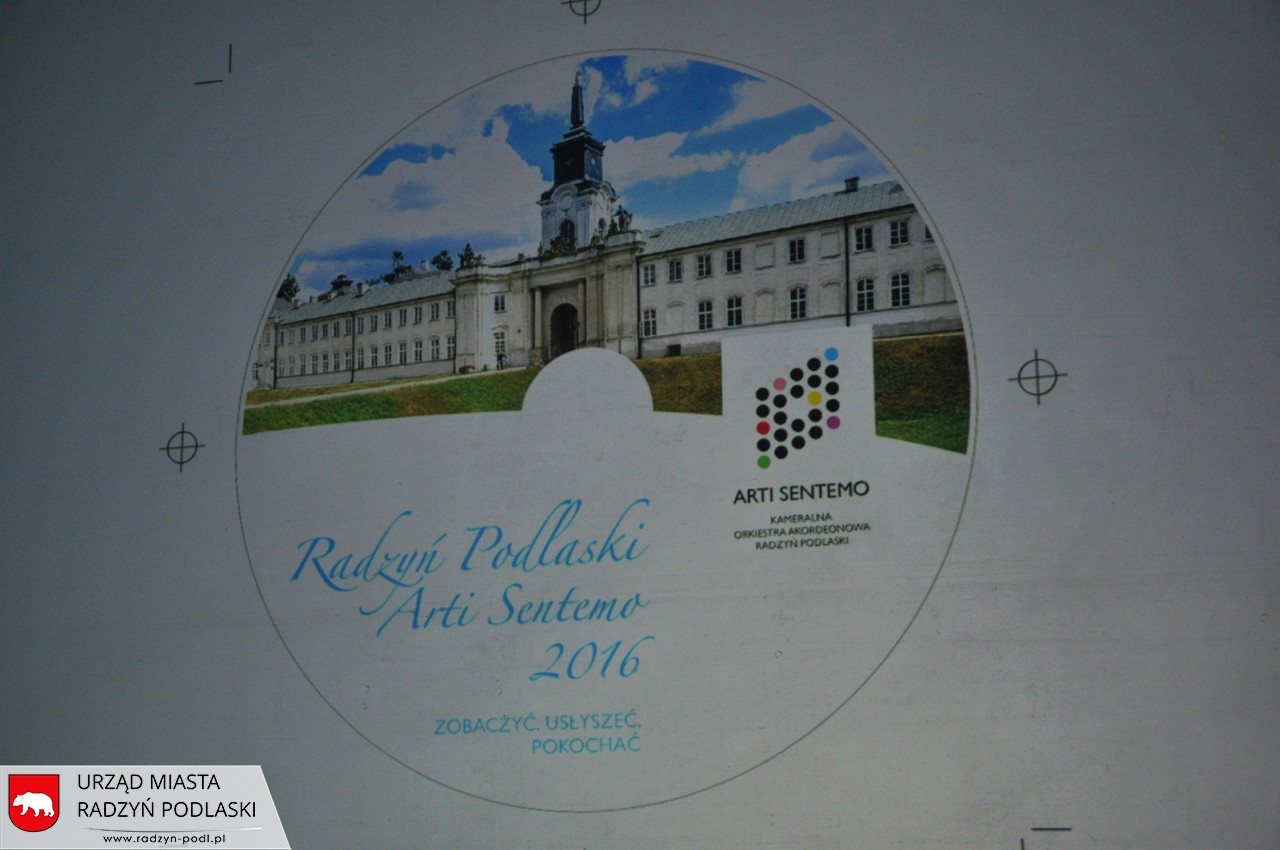 ARTI SENTEMO
KAMERALNA
ORKIESTRA AKORDEONOWA
RADZYŃ PODLASKI
Radzyń Podlaski
Arti Sentemo
2016
ZOBACZYĆ, USŁYSZEĆ,
POKOCHAĆ
URZĄD MIASTA
RADZYŃ PODLASKI
www.radzyn-podl.pl